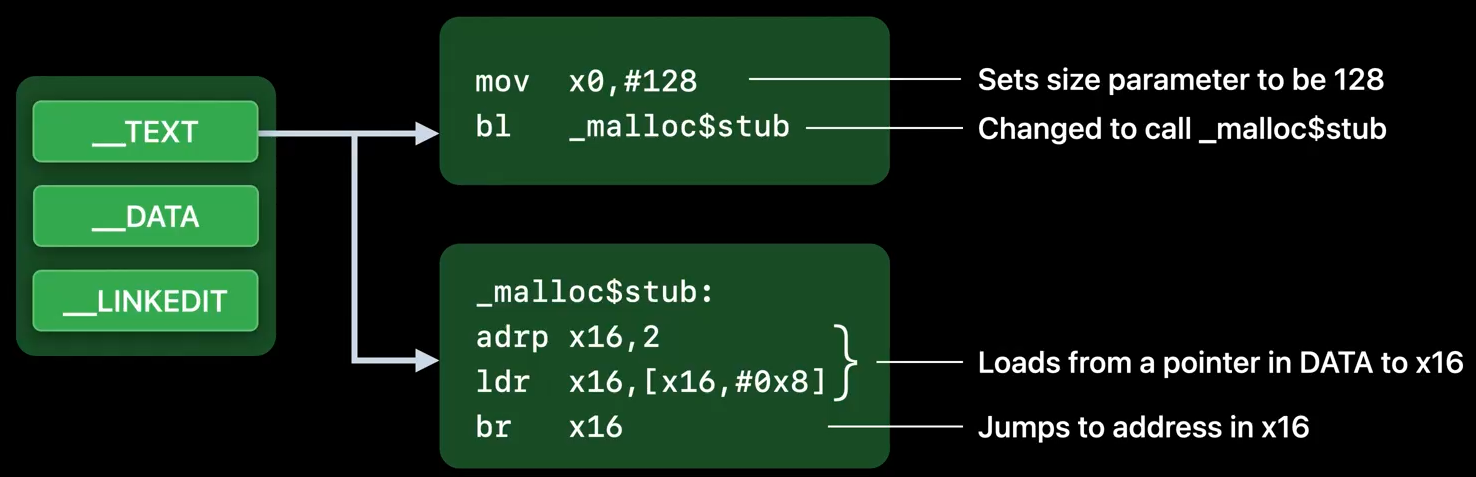 __TEXT
__DATA
__LINKEDIT
mov x0,#128
bl _malloc$stub
Sets size parameter to be 128
Changed to call _malloc$stub
_malloc$stub:
adrp x16,2
ldr x16,[x16,#0x8]
br x16
Loads from a pointer in DATA to x16
Jumps to address in x16